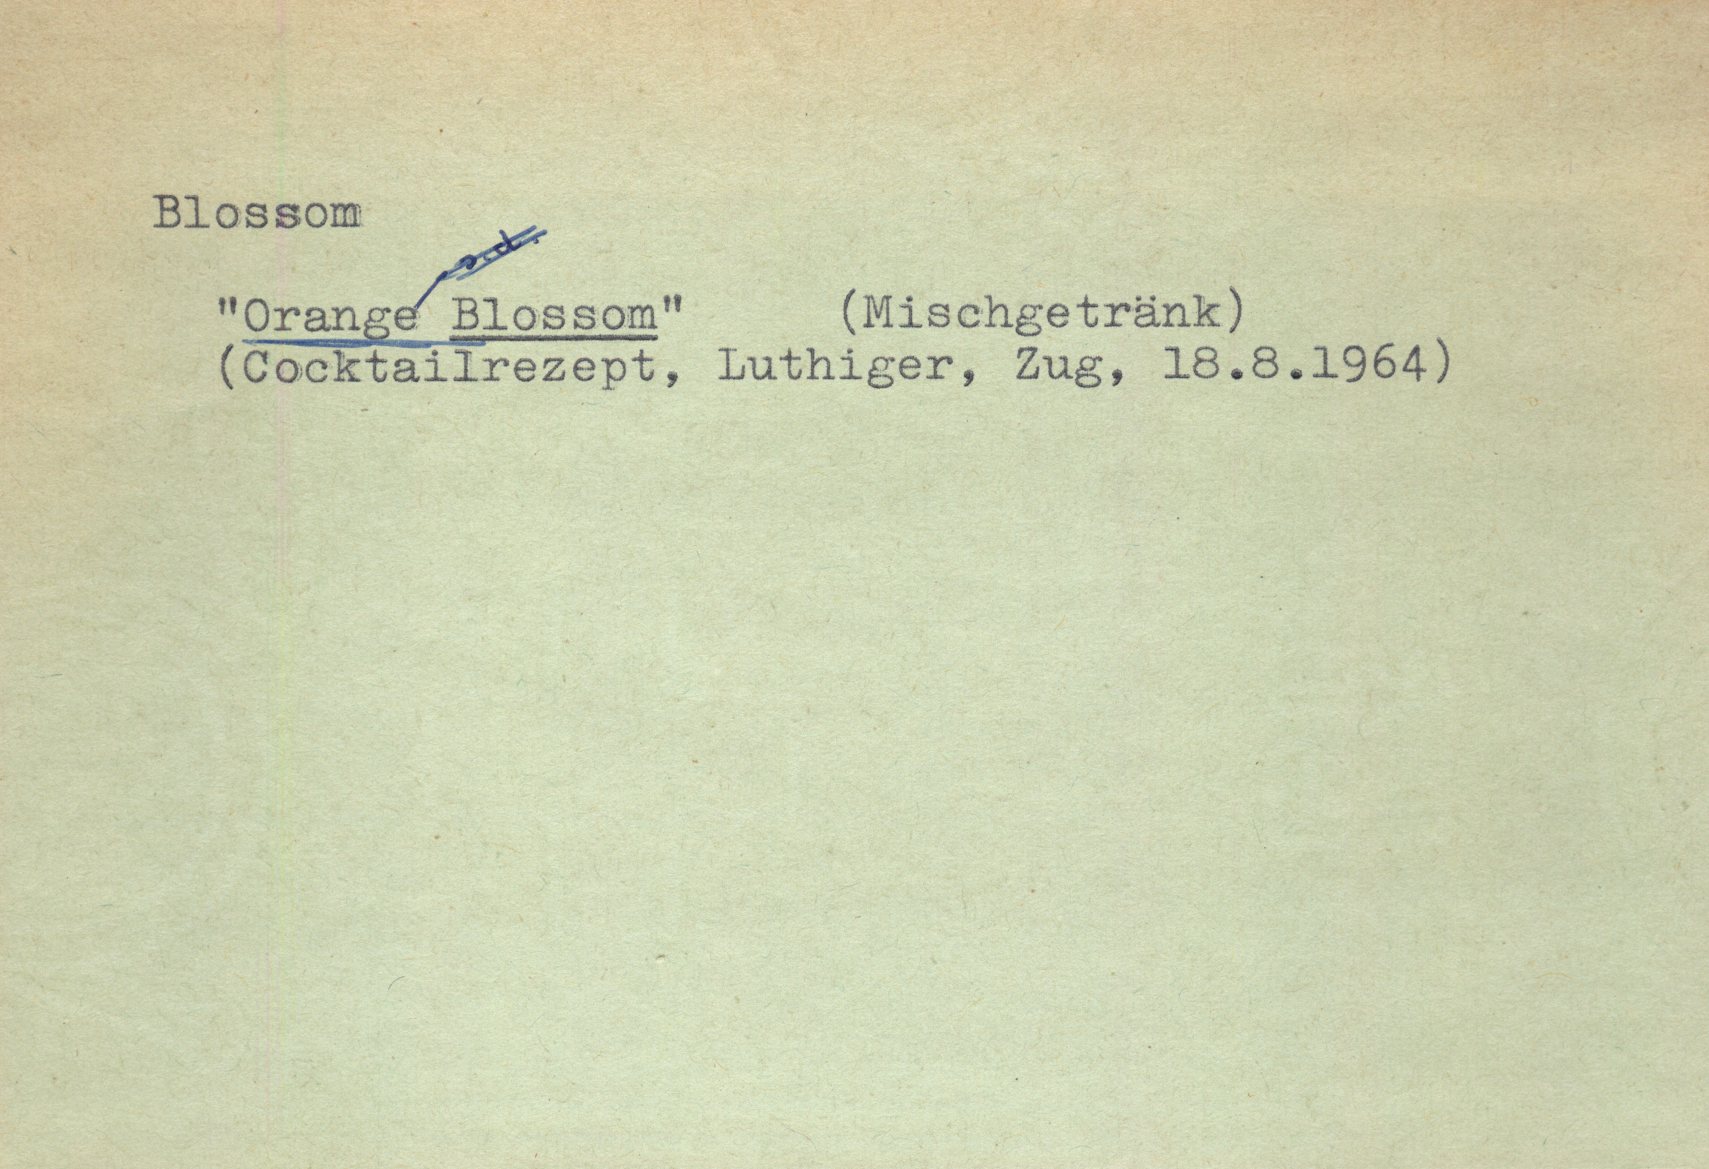 Blossom
"Orange Blossom" (Mischgetränk)
(Cocktailrezept, Luthiger, Zug, 18.8.1964)